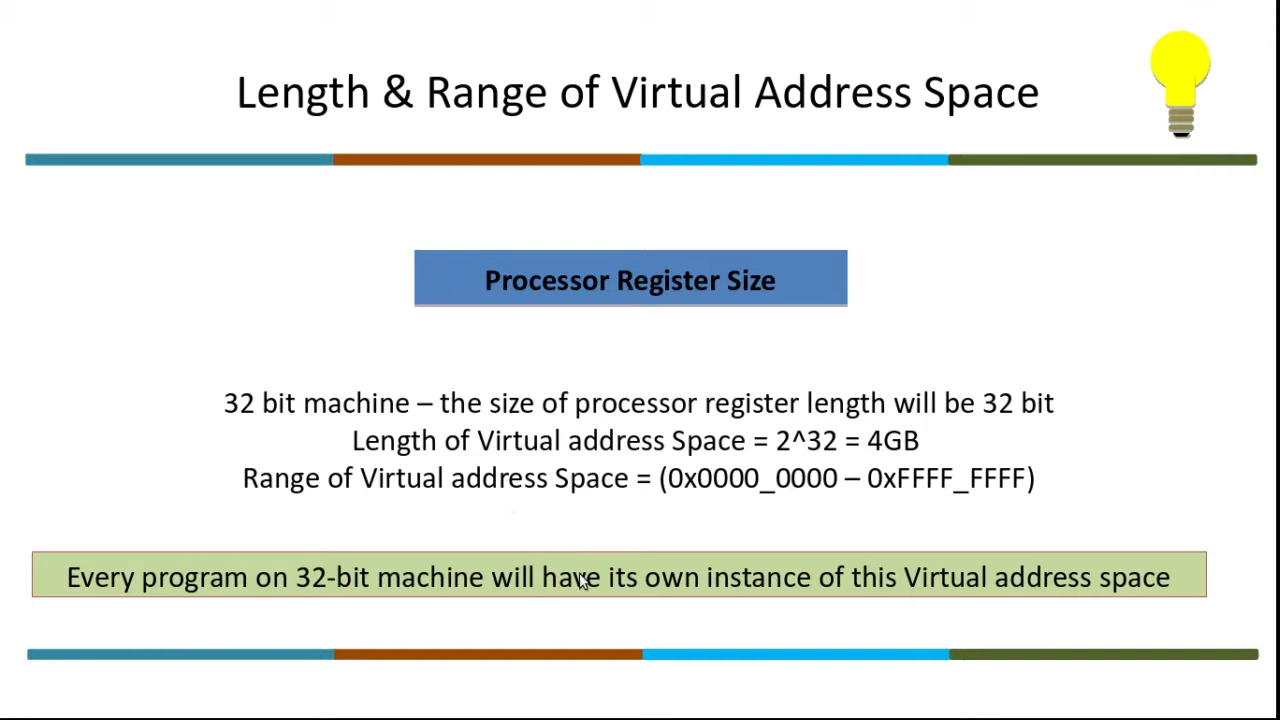 Length & Range of Virtual Address Space
Processor Register Size
32 bit machine – the size of processor register length will be 32 bit
Length of Virtual address Space = 2^32 = 4GB
Range of Virtual address Space = (0x0000_0000 – 0xFFFF_FFFF)
Every program on 32-bit machine will have its own instance of this Virtual address space